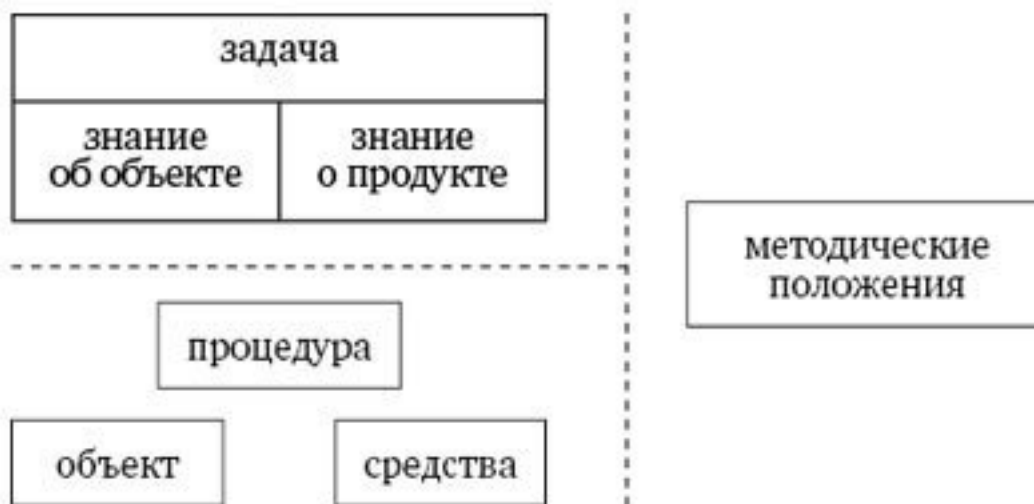 задача
знание
об объекте
знание
о продукте
методические
положения
процедура
объект
средства